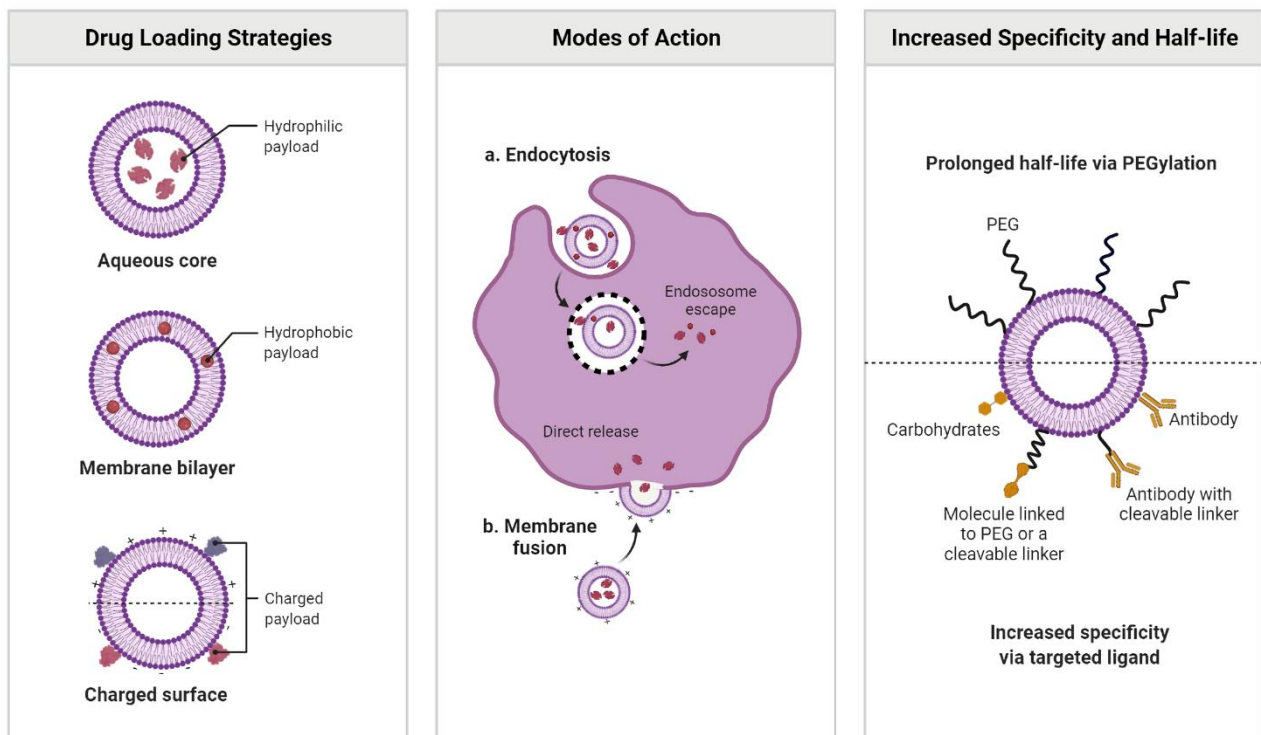 Drug Loading Strategies
Hydrophilic
payload
Aqueous core
Hydrophobic
payload
Membrane bilayer
+ + + + + +
Charged
payload
- - -
Charged surface
Modes of Action
a. Endocytosis
Endososome
escape
Direct release
b. Membrane
fusion
Increased Specificity and Half-life
Prolonged half-life via PEGylation
PEG
Carbohydrates
Antibody
Molecule linked
to PEG or a
cleavable linker
Antibody with
cleavable linker
Increased specificity
via targeted ligand